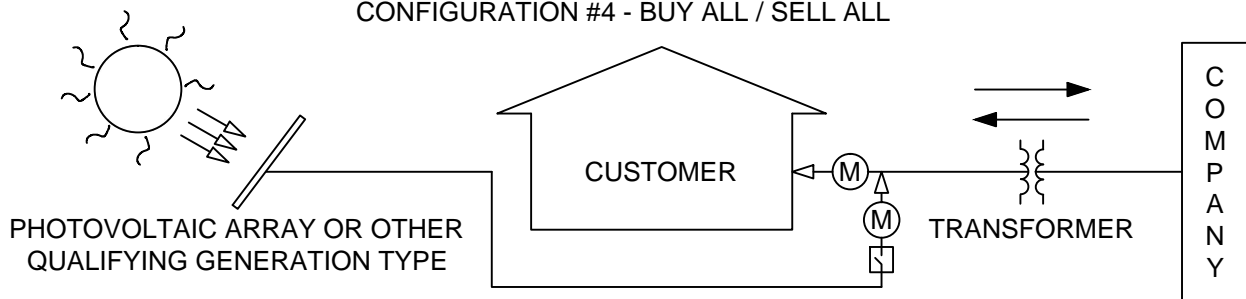 CONFIGURATION #4 - BUY ALL / SELL ALL
CUSTOMER
M
M
PHOTOVOLTAIC ARRAY OR OTHER
QUALIFYING GENERATION TYPE
TRANSFORMER
C
O
M
P
A
N
Y